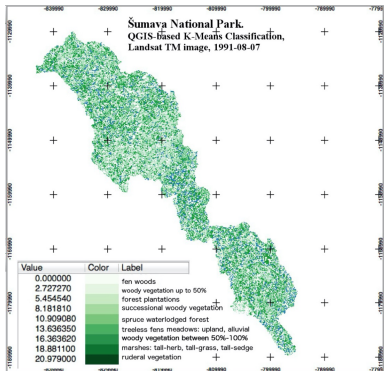 -839990 -829990 -819990 -809990 -799990 -789990 -7799
-1129990
Šumava National Park.
QGIS-based K-Means Classification,
Landsat TM image, 1991-08-07
-1139990
-1149990
-1159990
-1169990
-1179990
-1189990
Value Color Label
0.000000 fen woods
2.727270 woody vegetation up to 50%
5.454540 forest plantations
8.181810 successional woody vegetation
10.909080 spruce waterlodged forest
13.636350 treeless fens meadows: upland, alluvial
16.363620 woody vegetation between 50%-100%
18.881100 marshes: tall-herb, tall-grass, tall-sedge
20.979000 ruderal vegetation